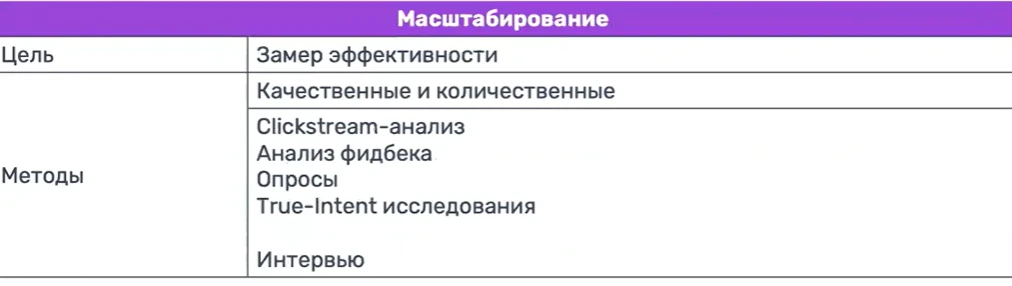 Масштабирование
Цель
Замер эффективности
Методы
Качественные и количественные
Clickstream-анализ
Анализ фидбека
Опросы
True-Intent исследования
Интервью